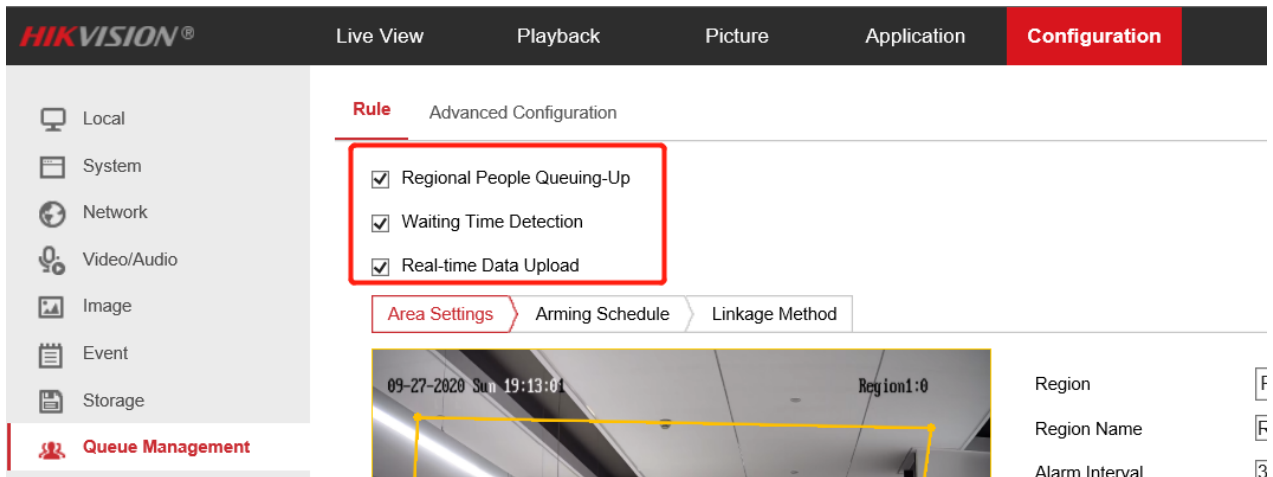 HIKVISION®
Live View Playback Picture Application Configuration
Local
System
Network
Video/Audio
Image
Event
Storage
Queue Management
Rule Advanced Configuration
Regional People Queuing-Up
Waiting Time Detection
Real-time Data Upload
Area Settings Arming Schedule Linkage Method
09-27-2020 Sun 19:13:01 Region1:0
Region
Region Name
Alarm Interval